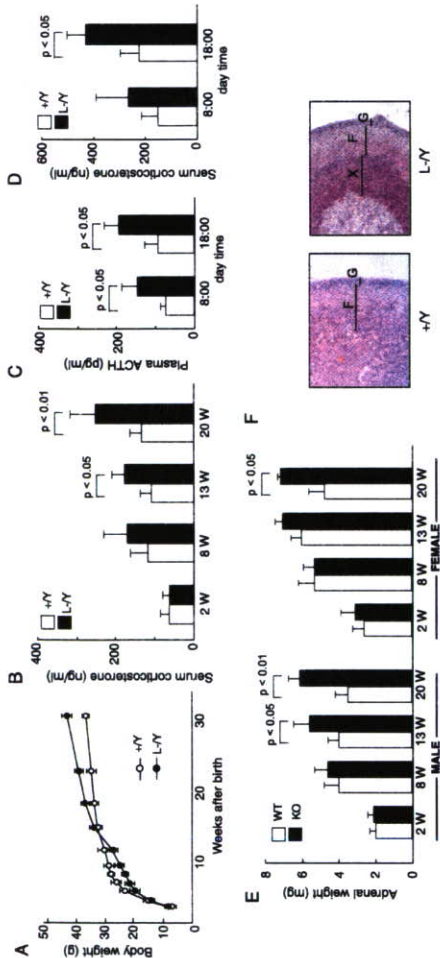 A
Body weight (g)
50
40
30
20
10
0
10
20
30
Weeks after birth
+/Y
L-/Y
B
Serum corticosterone (ng/ml)
400
200
0
+/Y
L-/Y
p < 0.05
p < 0.01
2 W
8 W
13 W
20 W
C
Plasma ACTH (pg/ml)
400
200
0
+/Y
L-/Y
p < 0.05
p < 0.05
8:00
18:00
day time
D
Serum corticosterone (ng/ml)
600
400
200
0
+/Y
L-/Y
p < 0.05
8:00
18:00
day time
E
Adrenal weight (mg)
8
6
4
2
0
WT
KO
p < 0.05
p < 0.01
p < 0.05
2 W
8 W
13 W
20 W
2 W
8 W
13 W
20 W
MALE
FEMALE
F
F
G
+/Y
X
F
G
L-/Y